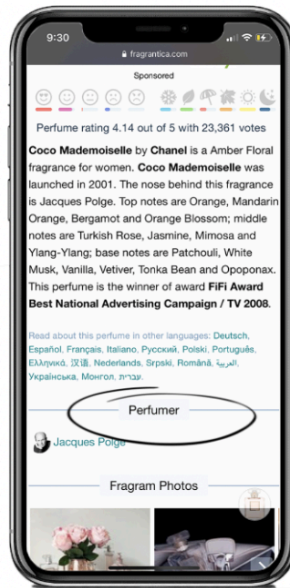 9:30
fragrantica.com
Sponsored
Perfume rating 4.14 out of 5 with 23,361 votes
Coco Mademoiselle by Chanel is a Amber Floral
fragrance for women. Coco Mademoiselle was
launched in 2001. The nose behind this fragrance
is Jacques Polge. Top notes are Orange, Mandarin
Orange, Bergamot and Orange Blossom; middle
notes are Turkish Rose, Jasmine, Mimosa and
Ylang-Ylang; base notes are Patchouli, White
Musk, Vanilla, Vetiver, Tonka Bean and Opoponax.
This perfume is the winner of award FiFi Award
Best National Advertising Campaign / TV 2008.
Read about this perfume in other languages: Deutsch,
Español, Français, Italiano, Русский, Polski, Português,
Ελληνικά, 汉语, Nederlands, Srpski, Română, العربية,
Українська, Монгол, עברית.
Perfumer
Jacques Polge
Fragram Photos